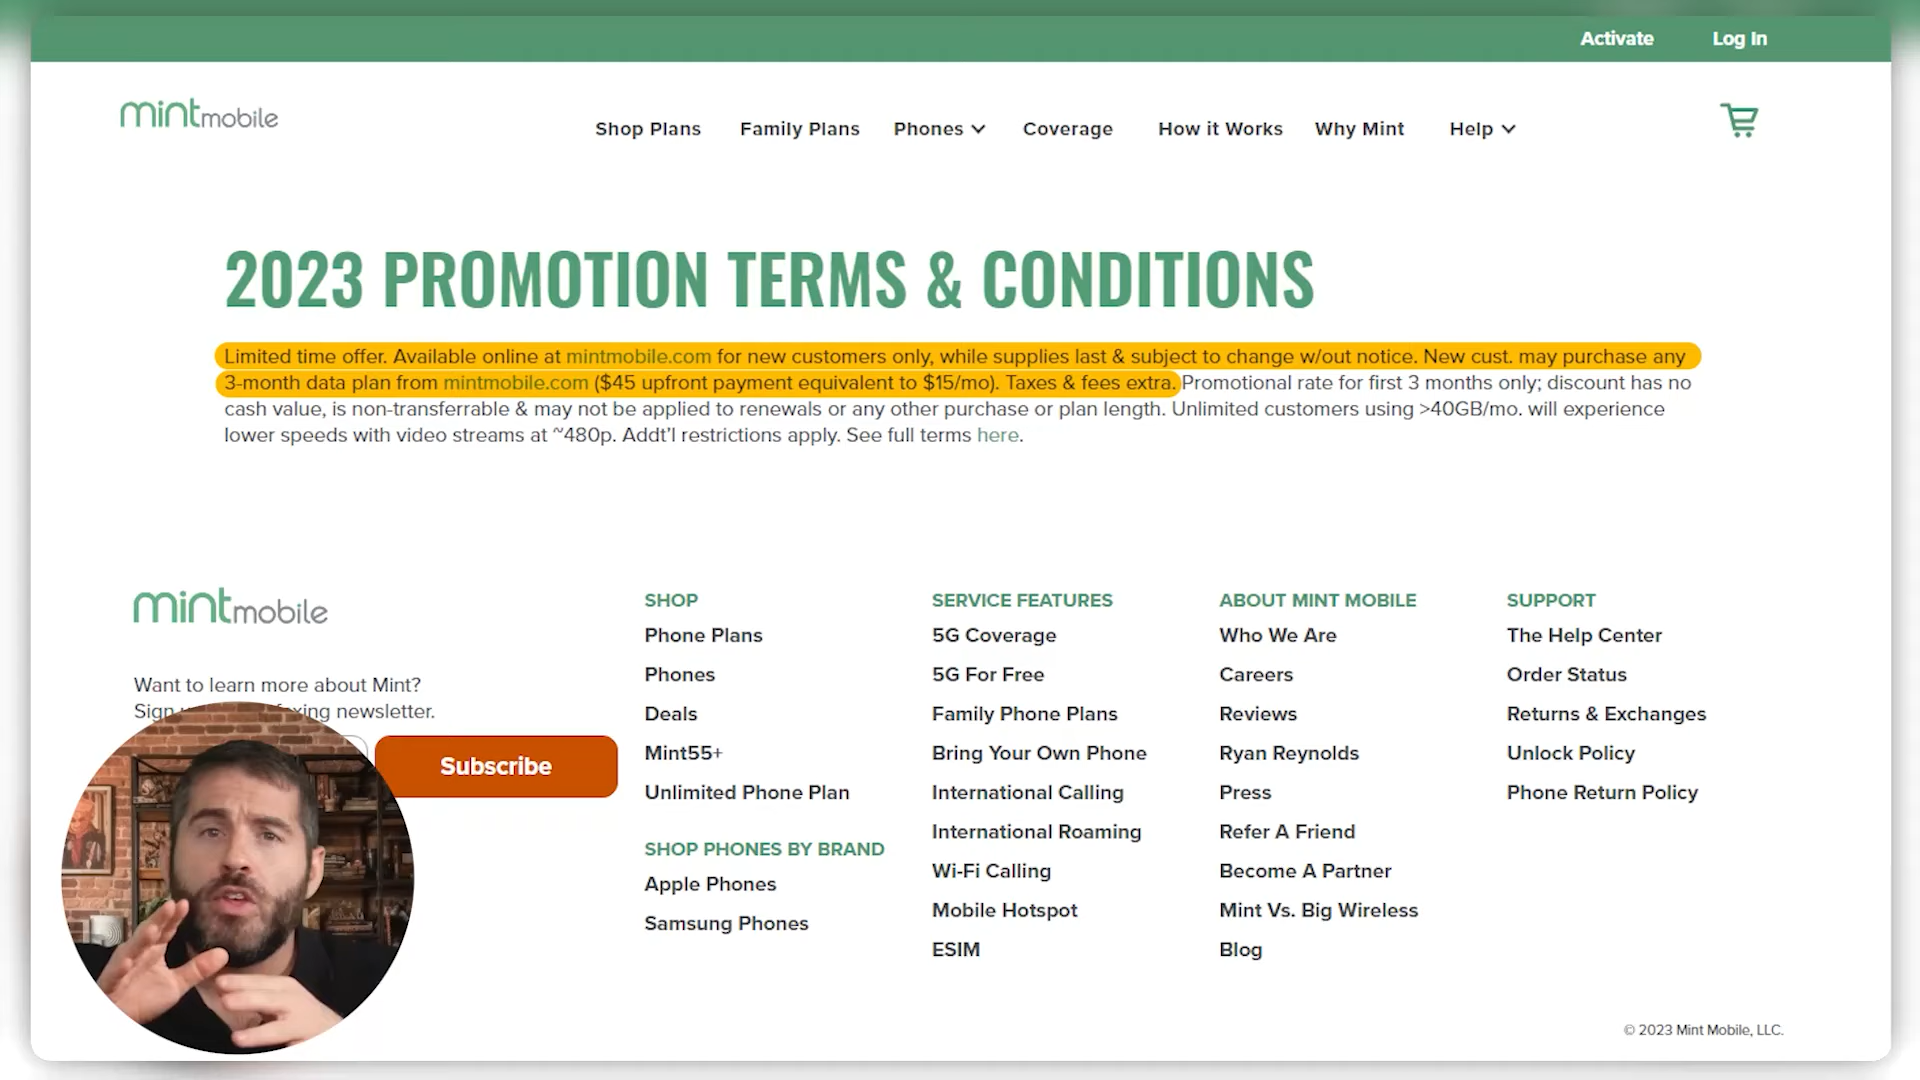 Activate Log In
mintmobile
Shop Plans Family Plans Phones Coverage How it Works Why Mint Help
2023 PROMOTION TERMS & CONDITIONS
Limited time offer. Available online at mintmobile.com for new customers only, while supplies last & subject to change w/out notice. New cust. may purchase any
3-month data plan from mintmobile.com ($45 upfront payment equivalent to $15/mo). Taxes & fees extra. Promotional rate for first 3 months only; discount has no
cash value, is non-transferrable & may not be applied to renewals or any other purchase or plan length. Unlimited customers using >40GB/mo. will experience
lower speeds with video streams at ~480p. Addt'l restrictions apply. See full terms here.
mintmobile
Want to learn more about Mint?
Sign newsletter.
Subscribe
SHOP
Phone Plans
Phones
Deals
Mint55+
Unlimited Phone Plan
SHOP PHONES BY BRAND
Apple Phones
Samsung Phones
SERVICE FEATURES
5G Coverage
5G For Free
Family Phone Plans
Bring Your Own Phone
International Calling
International Roaming
Wi-Fi Calling
Mobile Hotspot
ESIM
ABOUT MINT MOBILE
Who We Are
Careers
Reviews
Ryan Reynolds
Press
Refer A Friend
Become A Partner
Mint Vs. Big Wireless
Blog
SUPPORT
The Help Center
Order Status
Returns & Exchanges
Unlock Policy
Phone Return Policy
© 2023 Mint Mobile, LLC.